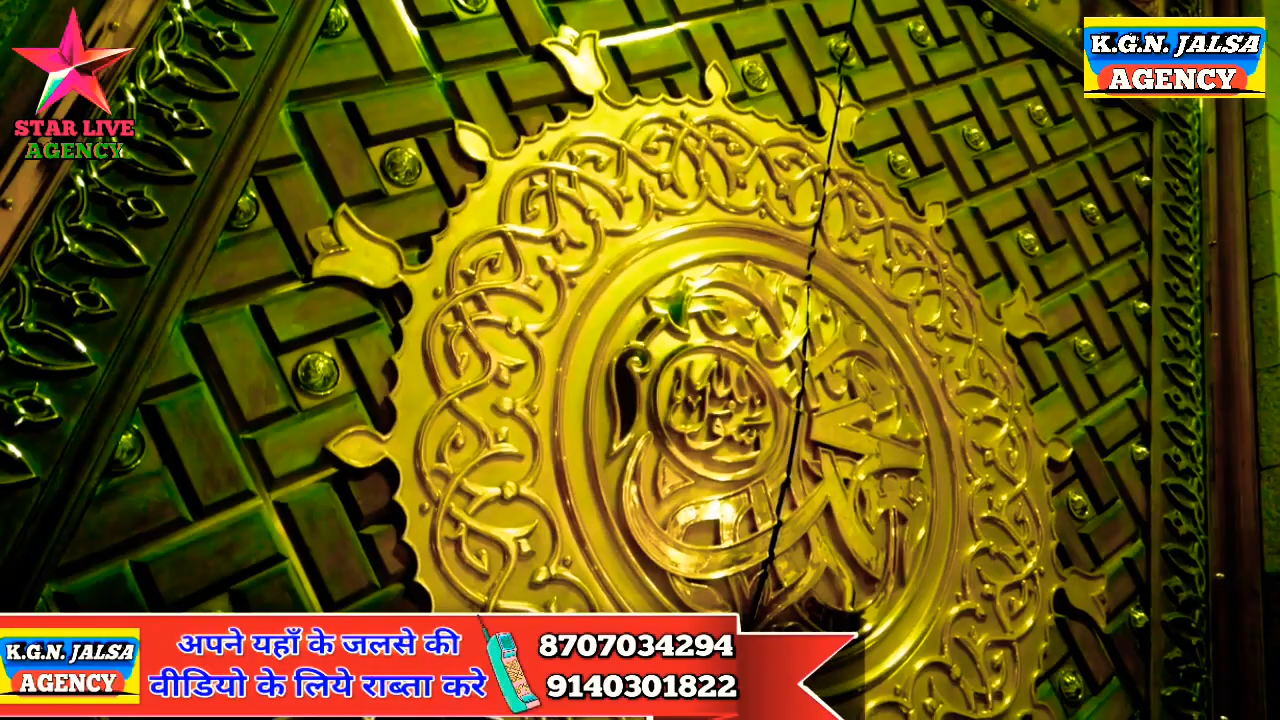 STAR LIVE
AGENCY
K.G.N. JALSA
AGENCY
K.G.N. JALSA
AGENCY
अपने यहाँ के जलसे की
वीडियो के लिये राब्ता करे
8707034294
9140301822